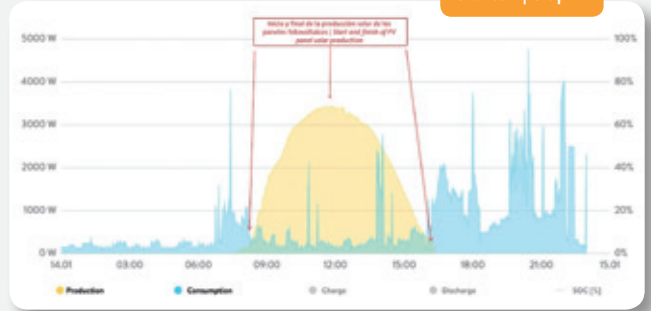 Inicio y final de la producción solar de los
paneles fotovoltaicos | Start and finish of PV
panel solar production
5000 W 100%
4000 W 80%
3000 W 60%
2000 W 40%
1000 W 20%
0 W 0%
14.01 03:00 06:00 09:00 12:00 15:00 18:00 21:00 15.01
Production Consumption Charge Discharge SOC [%]